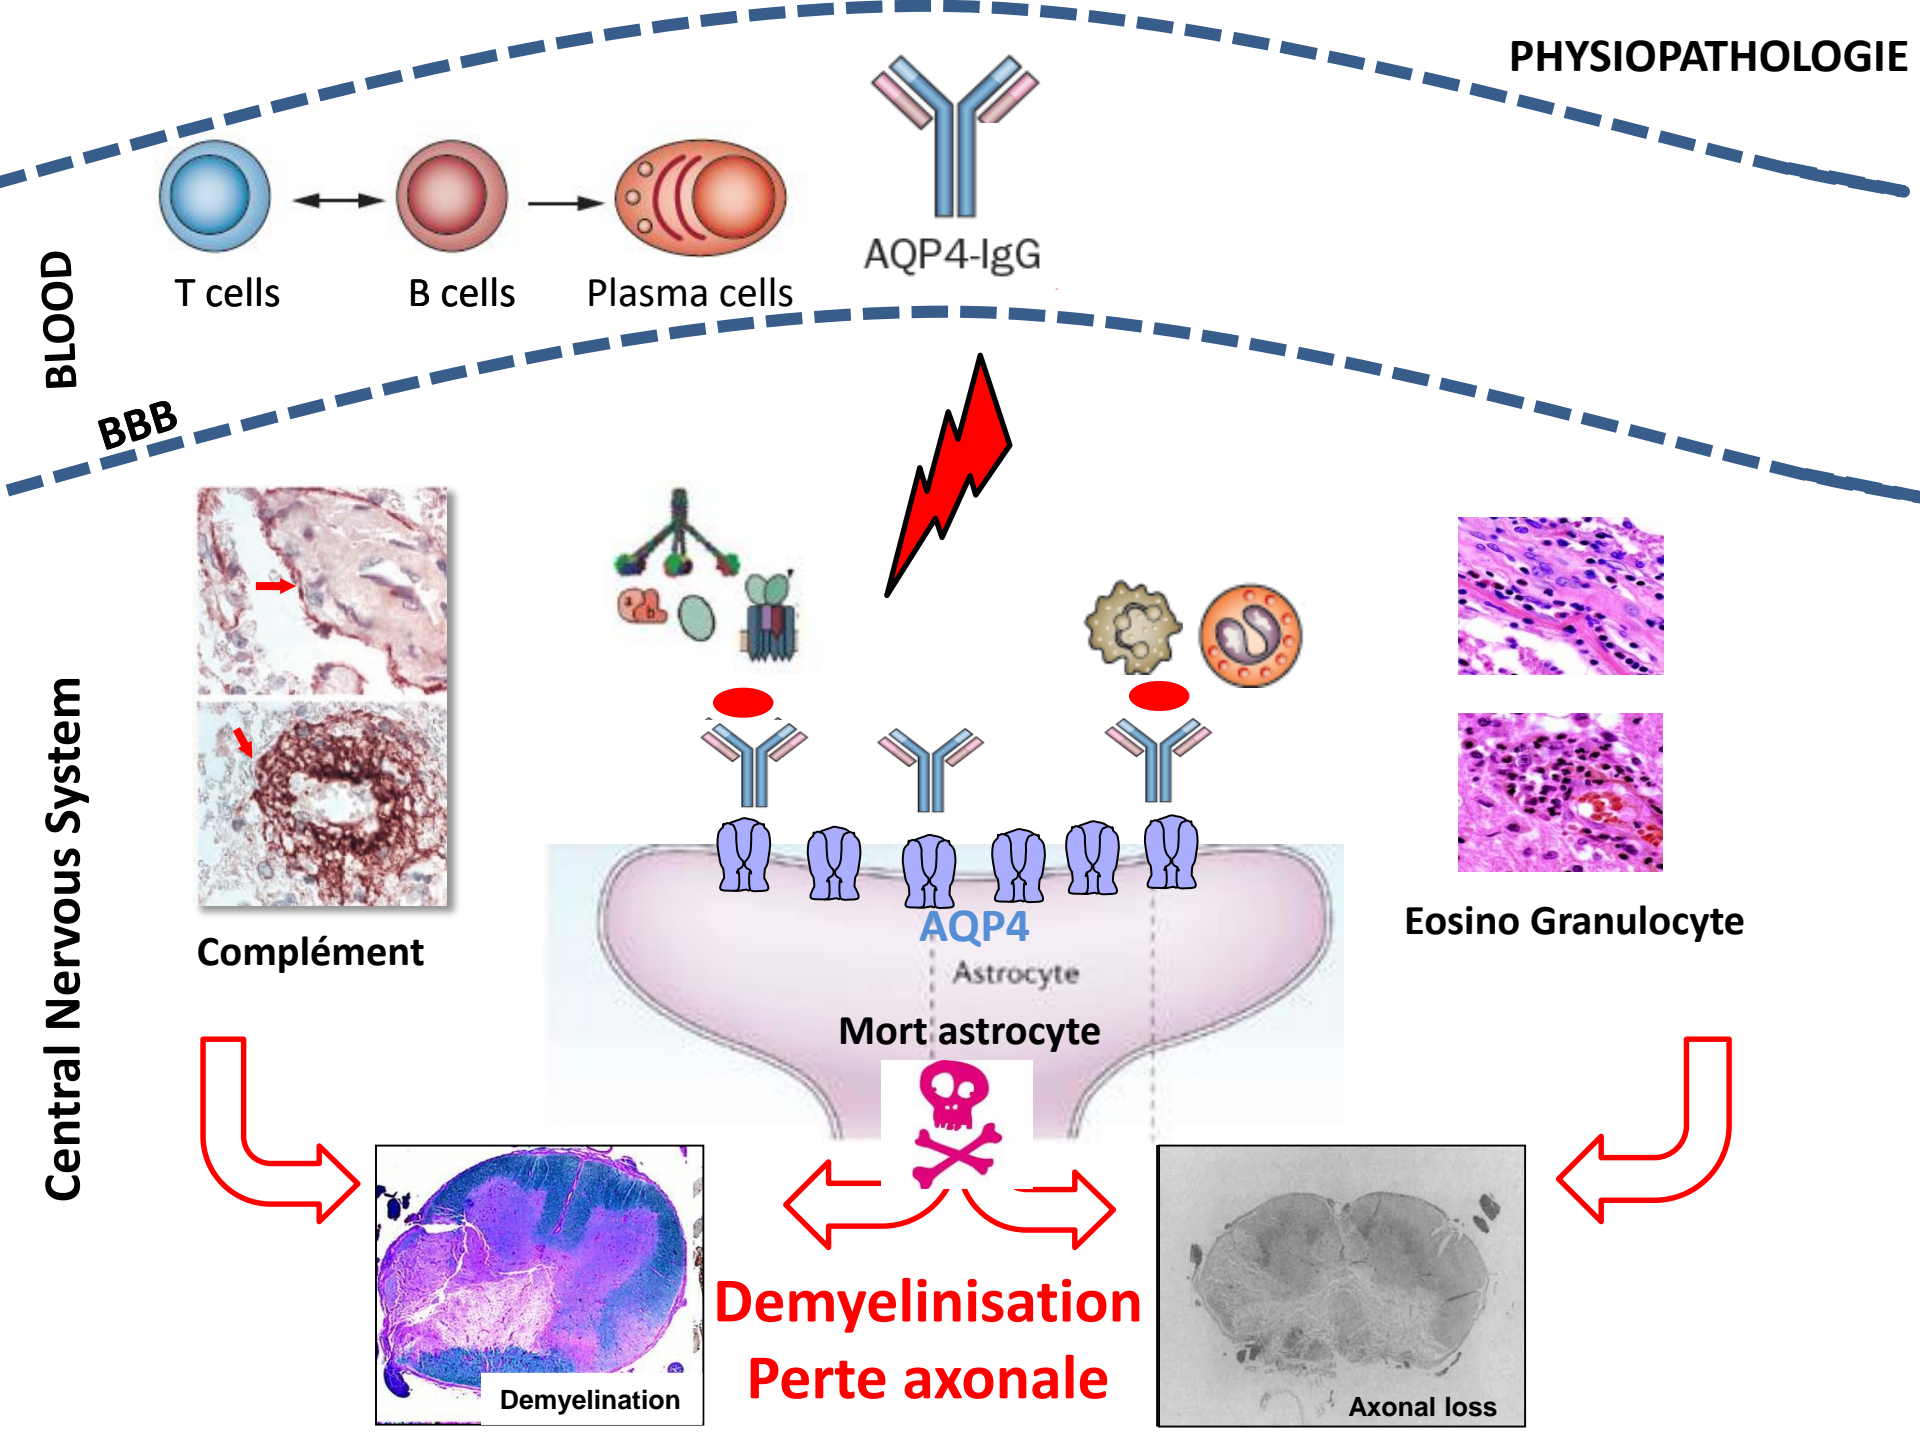 PHYSIOPATHOLOGIE
AQP4-IgG
T cells
B cells
Plasma cells
BLOOD
BBB
Central Nervous System
a
b
Complément
Eosino Granulocyte
AQP4
Astrocyte
Mort astrocyte
Demyelinisation
Perte axonale
Demyelination
Axonal loss